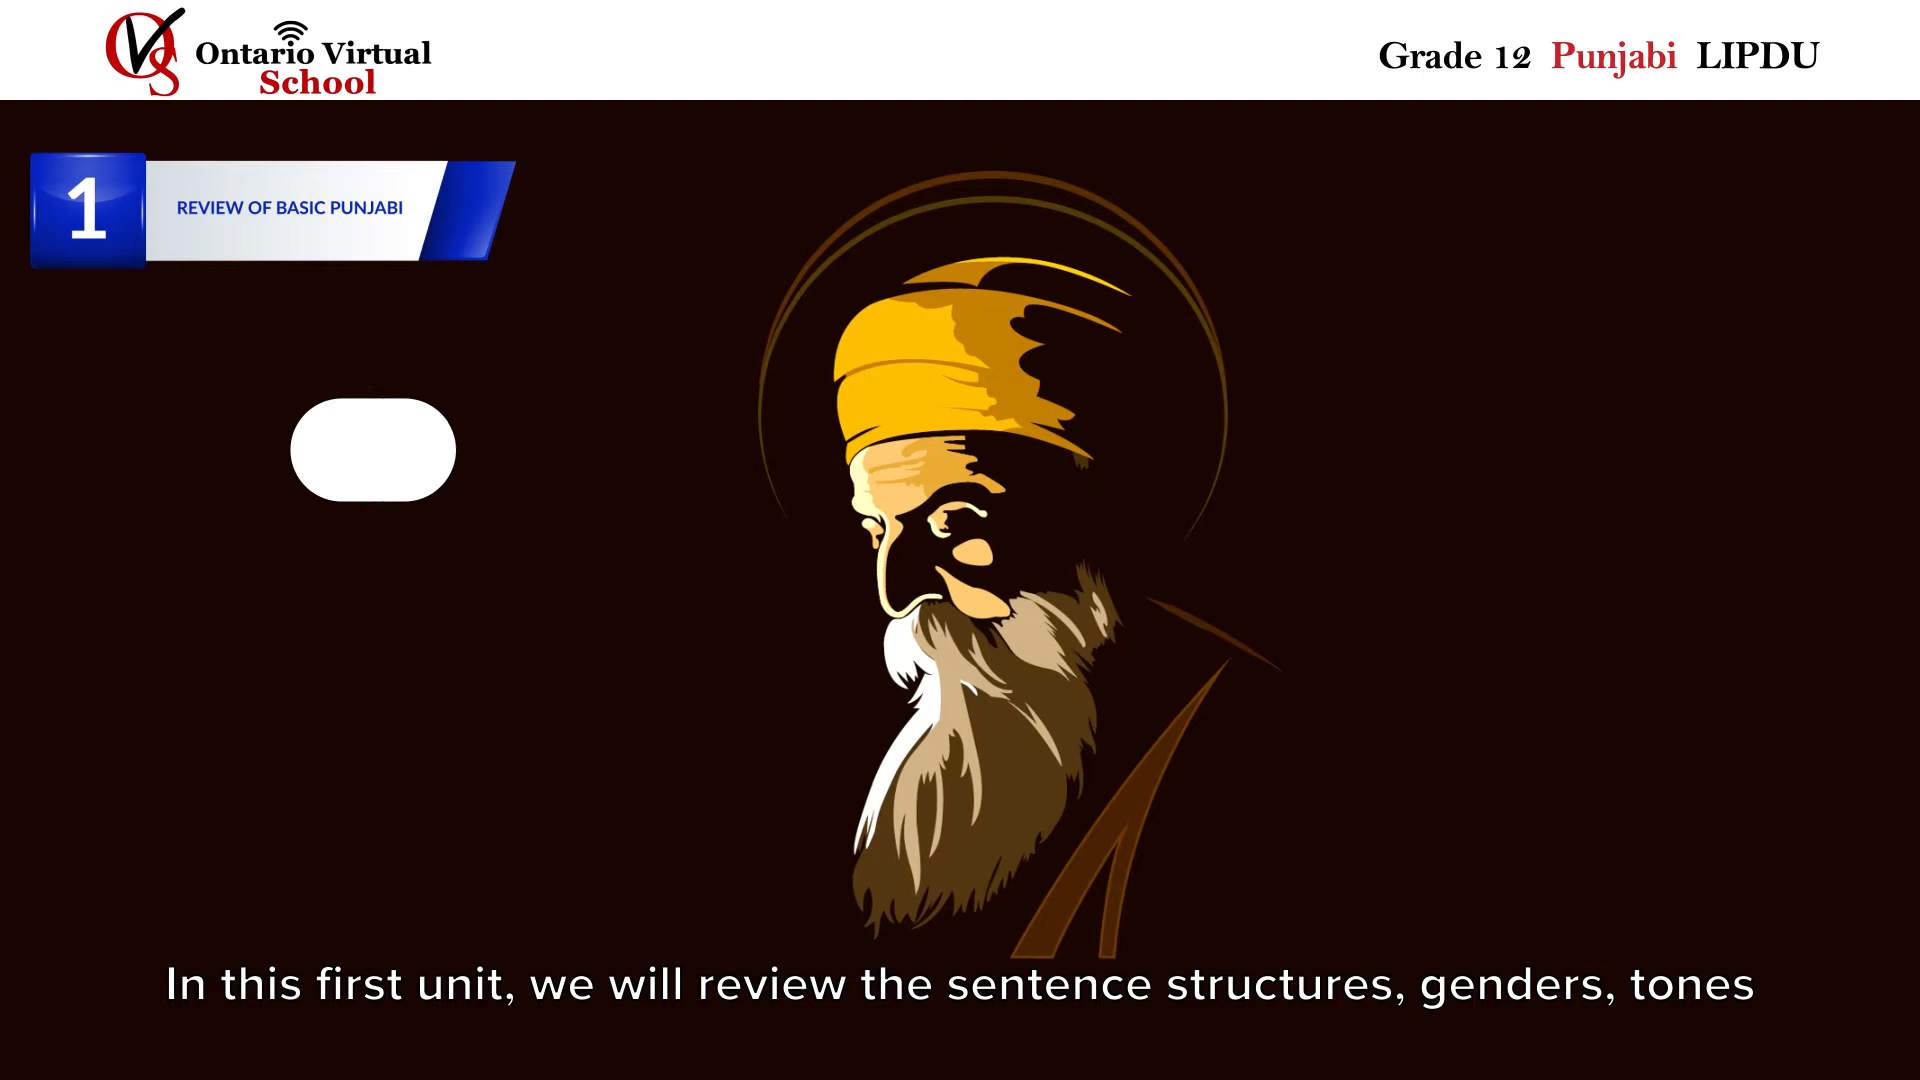 Ontario Virtual
School
Grade 12 Punjabi LIPDU
1
REVIEW OF BASIC PUNJABI
In this first unit, we will review the sentence structures, genders, tones